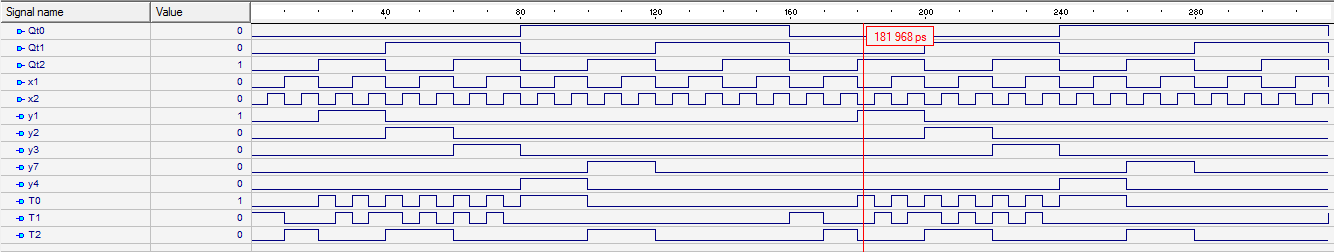 Signal name Value 40 80 120 160 200 240 280
181 968 ps
Qt0 0
Qt1 0
Qt2 1
x1 0
x2 0
y1 1
y2 0
y3 0
y7 0
y4 0
T0 1
T1 0
T2 0